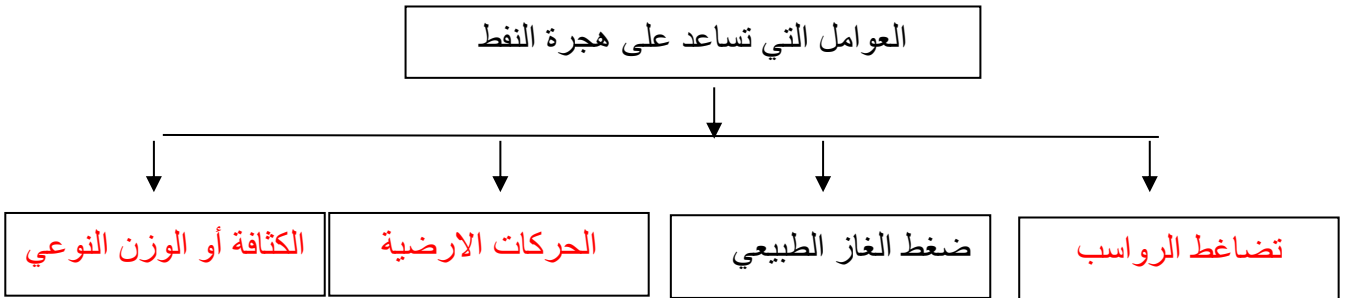 العوامل التي تساعد على هجرة النفط
تضاغط الرواسب
ضغط الغاز الطبيعي
الحركات الارضية
الكثافة أو الوزن النوعي